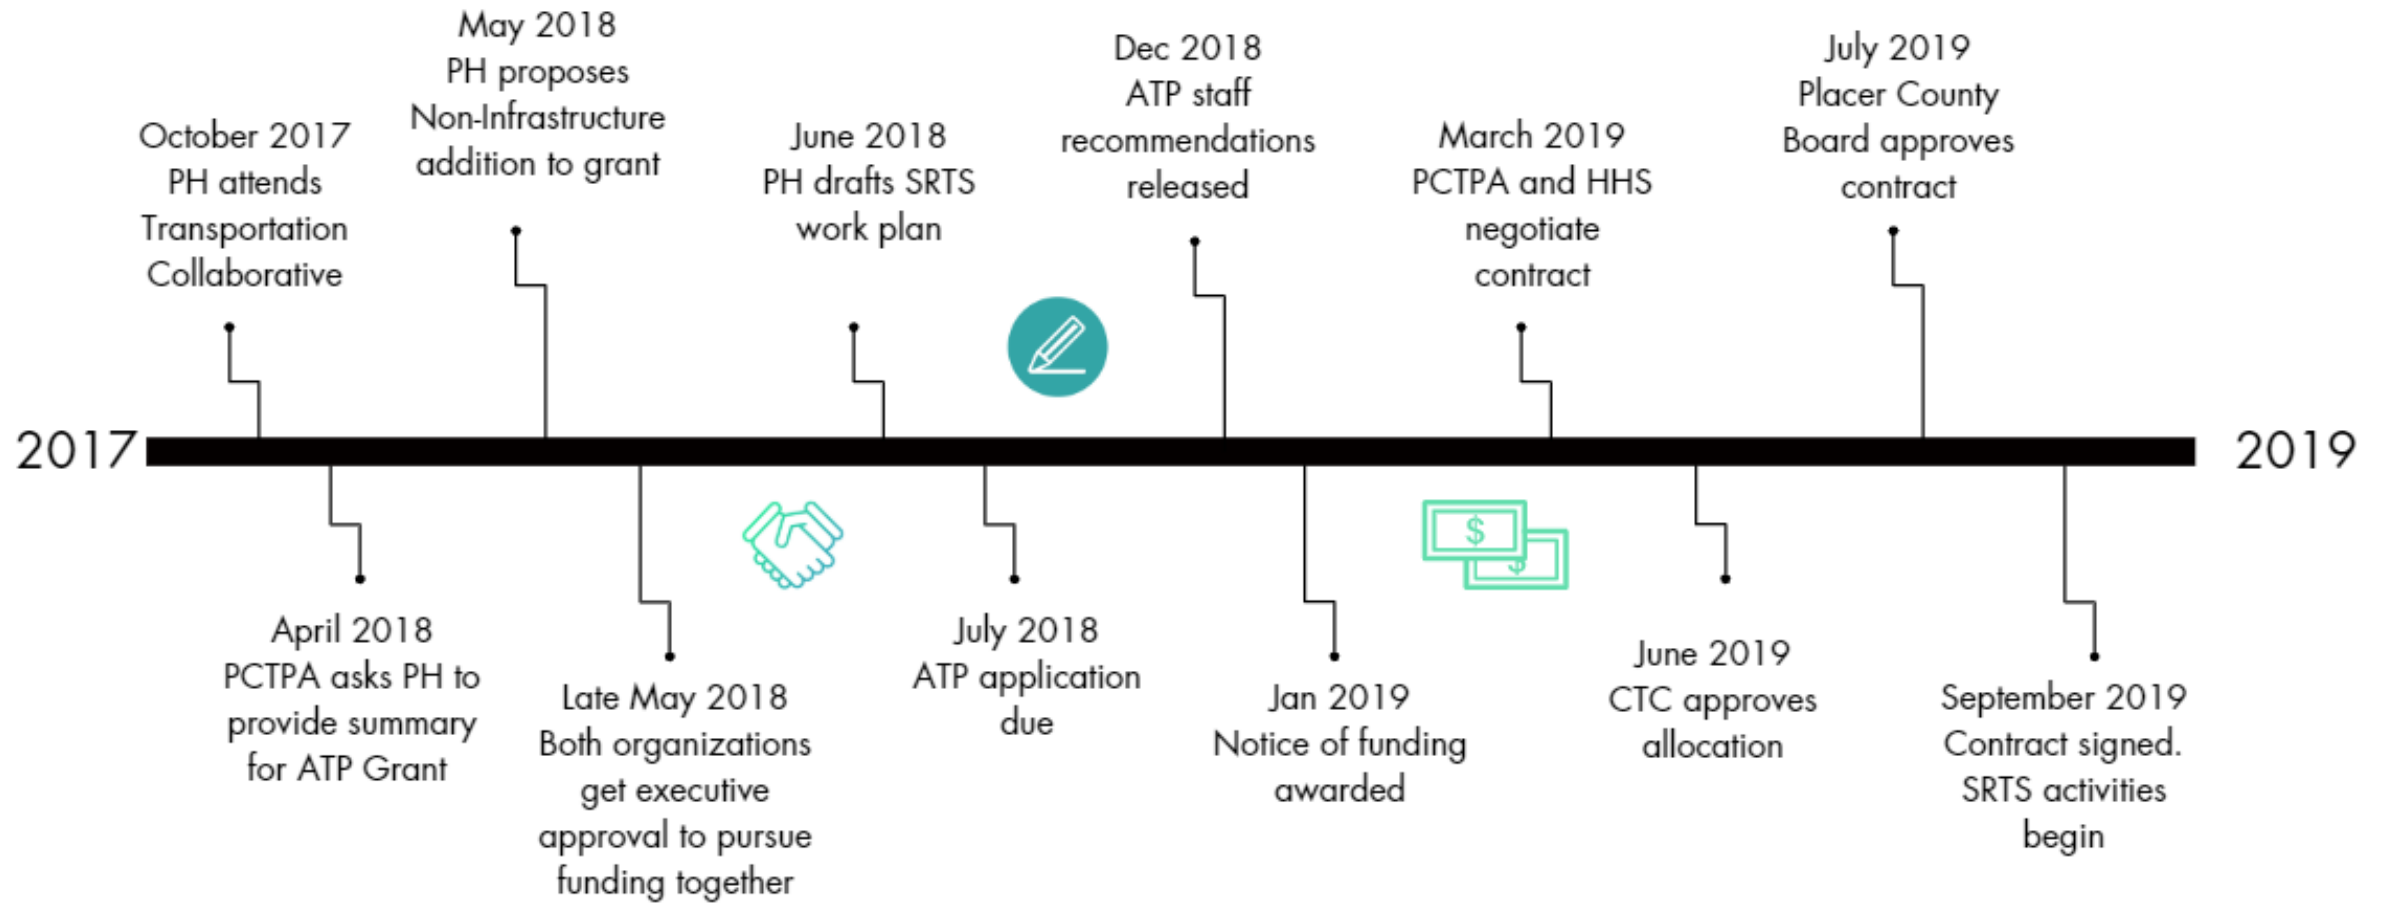 2017
October 2017
PH attends
Transportation
Collaborative
April 2018
PCTPA asks PH to
provide summary
for ATP Grant
May 2018
PH proposes
Non-Infrastructure
addition to grant
Late May 2018
Both organizations
get executive
approval to pursue
funding together
June 2018
PH drafts SRTS
work plan
July 2018
ATP application
due
Dec 2018
ATP staff
recommendations
released
Jan 2019
Notice of funding
awarded
March 2019
PCTPA and HHS
negotiate
contract
$
$
June 2019
CTC approves
allocation
July 2019
Placer County
Board approves
contract
September 2019
Contract signed.
SRTS activities
begin
2019